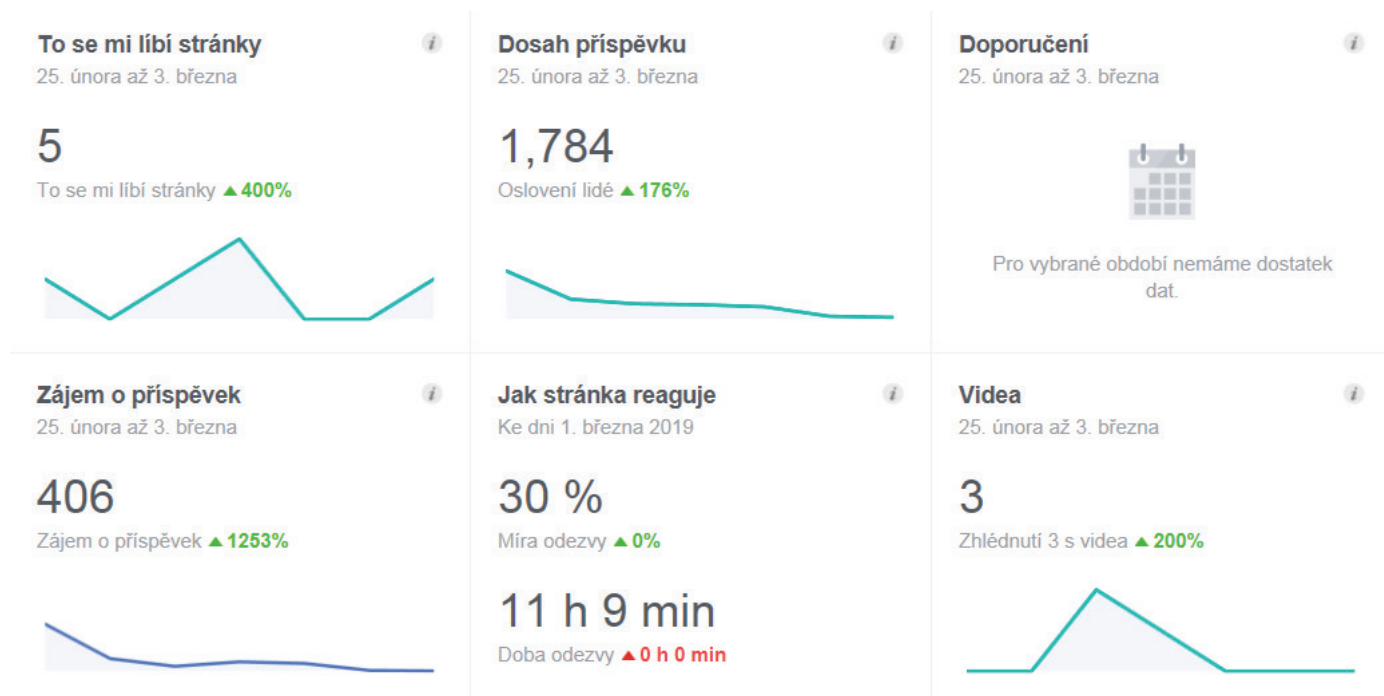 To se mi líbí stránky
25. února až 3. března
5
To se mi líbí stránky ▲ 400%
Dosah příspěvku
25. února až 3. března
1,784
Oslovení lidé ▲ 176%
Doporučení
25. února až 3. března
Pro vybrané období nemáme dostatek
dat.
Zájem o příspěvek
25. února až 3. března
406
Zájem o příspěvek ▲ 1253%
Jak stránka reaguje
Ke dni 1. března 2019
30 %
Míra odezvy ▲ 0%
11 h 9 min
Doba odezvy ▲ 0 h 0 min
Videa
25. února až 3. března
3
Zhlédnutí 3 s videa ▲ 200%